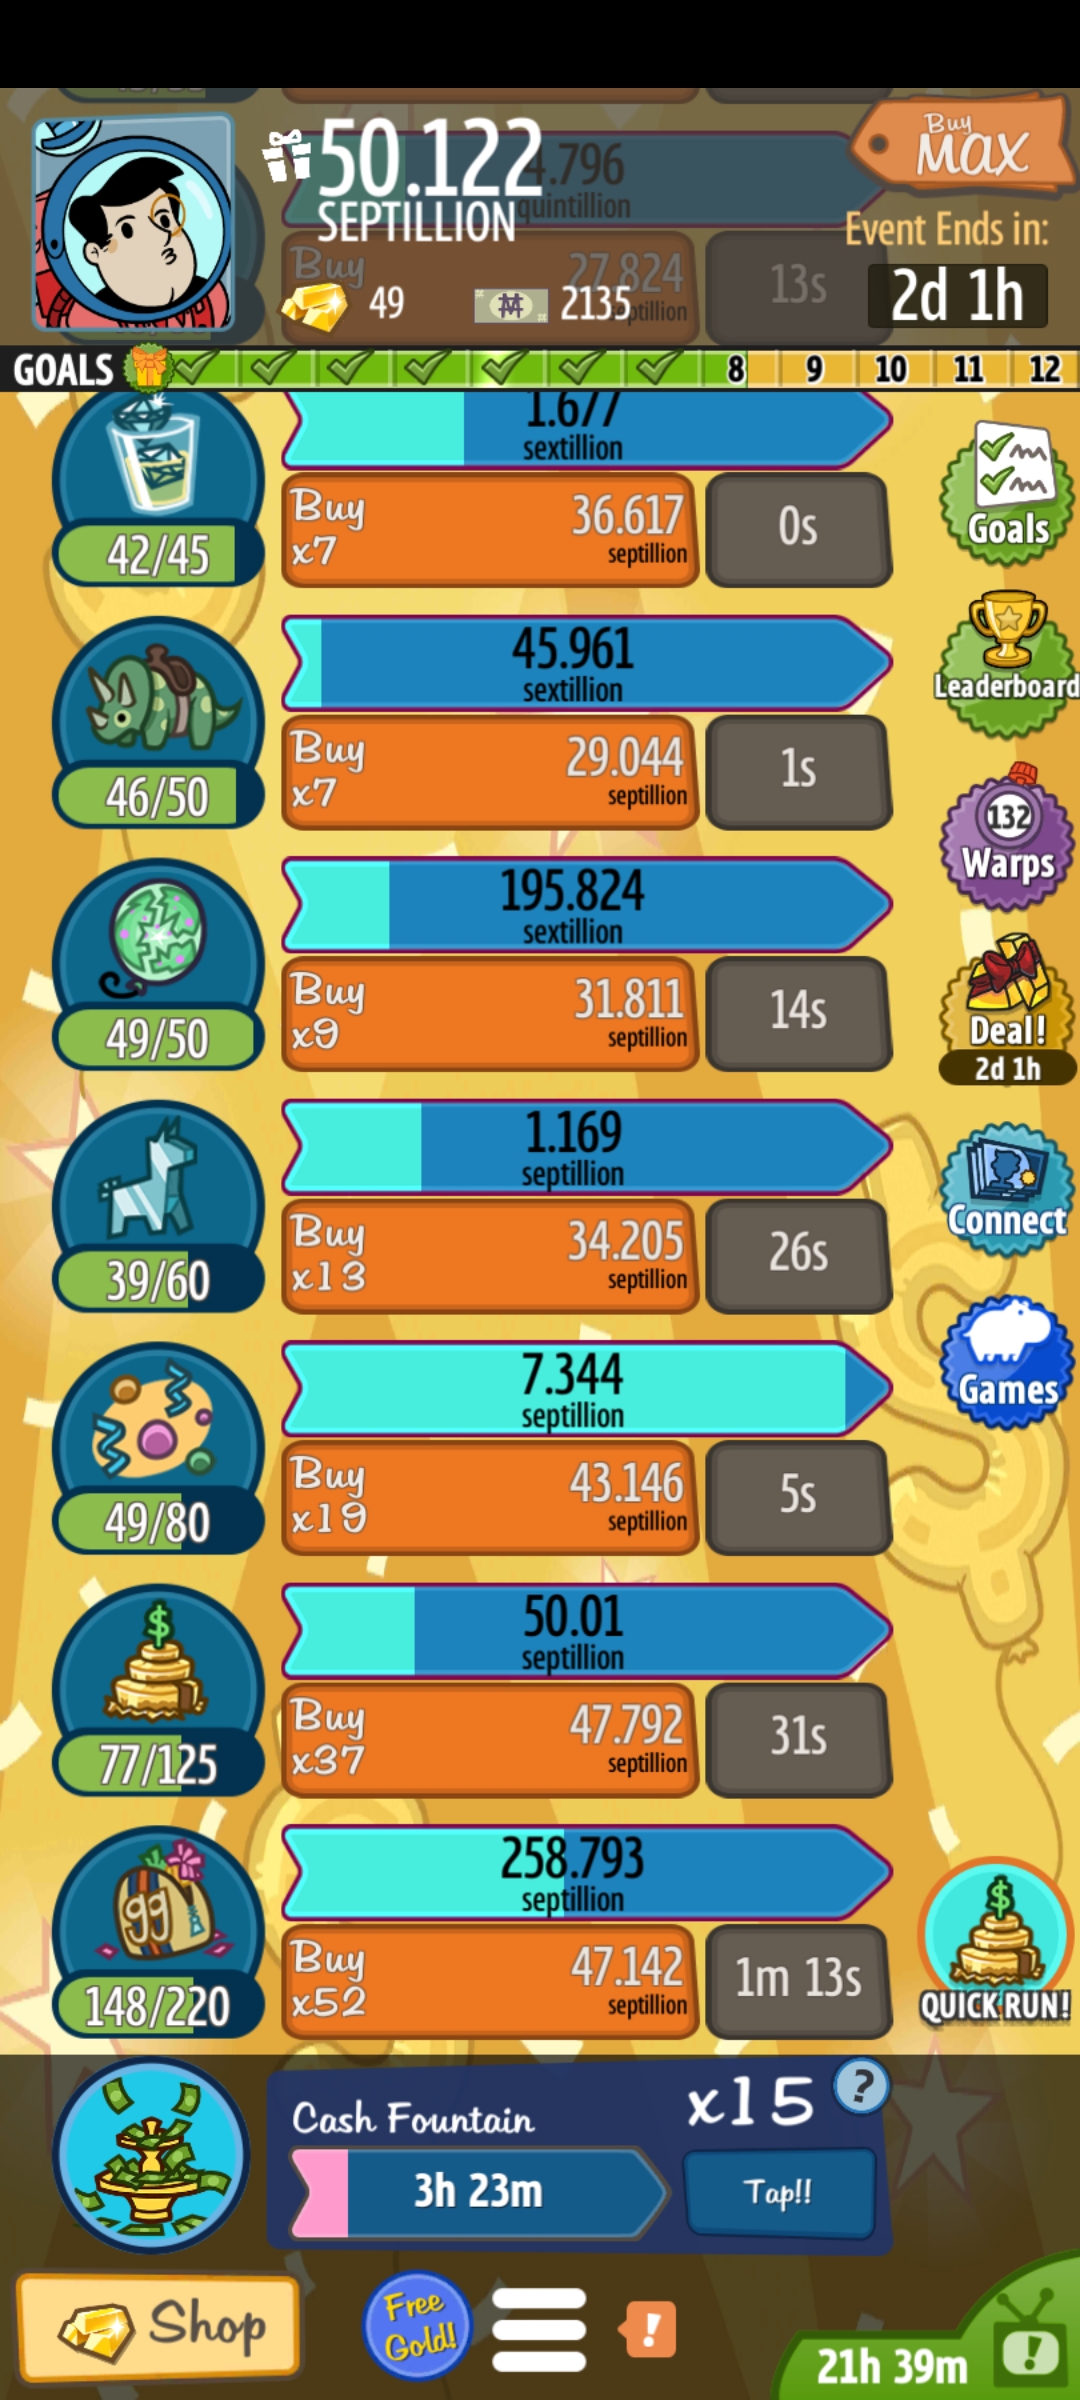 50.122
SEPTILLION
Buy
MAX
4.796
quintillion
Event Ends in:
2d 1h
Buy
27.824
13s
49
2135
GOALS
8
9
10
11
12
1.677
sextillion
Buy
x7
36.617
septillion
0s
42/45
Goals
45.961
sextillion
Buy
x7
29.044
septillion
1s
46/50
Leaderboard
132
Warps
195.824
sextillion
Buy
x9
31.811
septillion
14s
49/50
Deal!
2d 1h
1.169
septillion
Buy
x13
34.205
septillion
26s
39/60
Connect
7.344
septillion
Buy
x19
43.146
septillion
5s
49/80
Games
50.01
septillion
Buy
x37
47.792
septillion
31s
$
77/125
258.793
septillion
Buy
x52
47.142
septillion
1m 13s
99
148/220
$
QUICK RUN!
Cash Fountain
x15
?
3h 23m
Tap!!
Shop
Free
Gold!
!
21h 39m
!